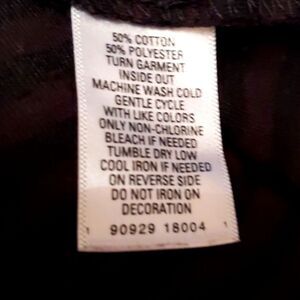 50% COTTON
50% POLYESTER
TURN GARMENT
INSIDE OUT
MACHINE WASH COLD
GENTLE CYCLE
WITH LIKE COLORS
ONLY NON-CHLORINE
BLEACH IF NEEDED
TUMBLE DRY LOW
COOL IRON IF NEEDED
ON REVERSE SIDE
DO NOT IRON ON
DECORATION
1 90929 18004 1